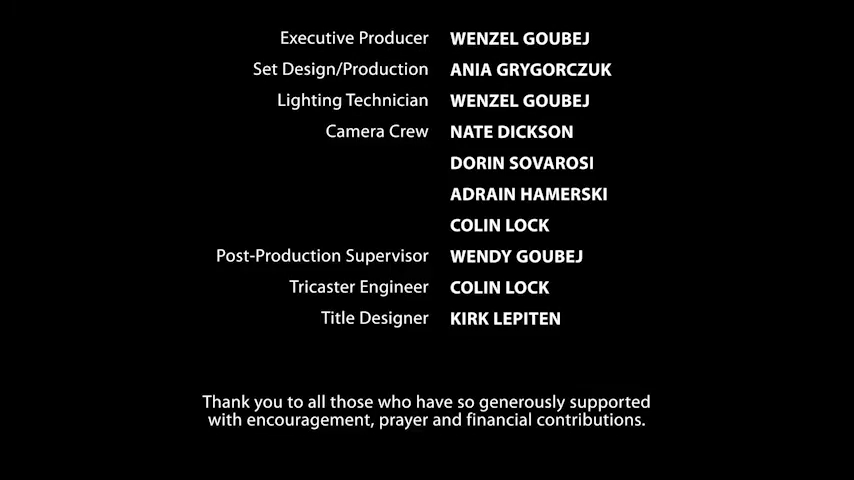 Executive Producer WENZEL GOUBEJ
Set Design/Production ANIA GRYGORCZUK
Lighting Technician WENZEL GOUBEJ
Camera Crew NATE DICKSON
DORIN SOVAROSI
ADRAIN HAMERSKI
COLIN LOCK
Post-Production Supervisor WENDY GOUBEJ
Tricaster Engineer COLIN LOCK
Title Designer KIRK LEPITEN
Thank you to all those who have so generously supported
with encouragement, prayer and financial contributions.